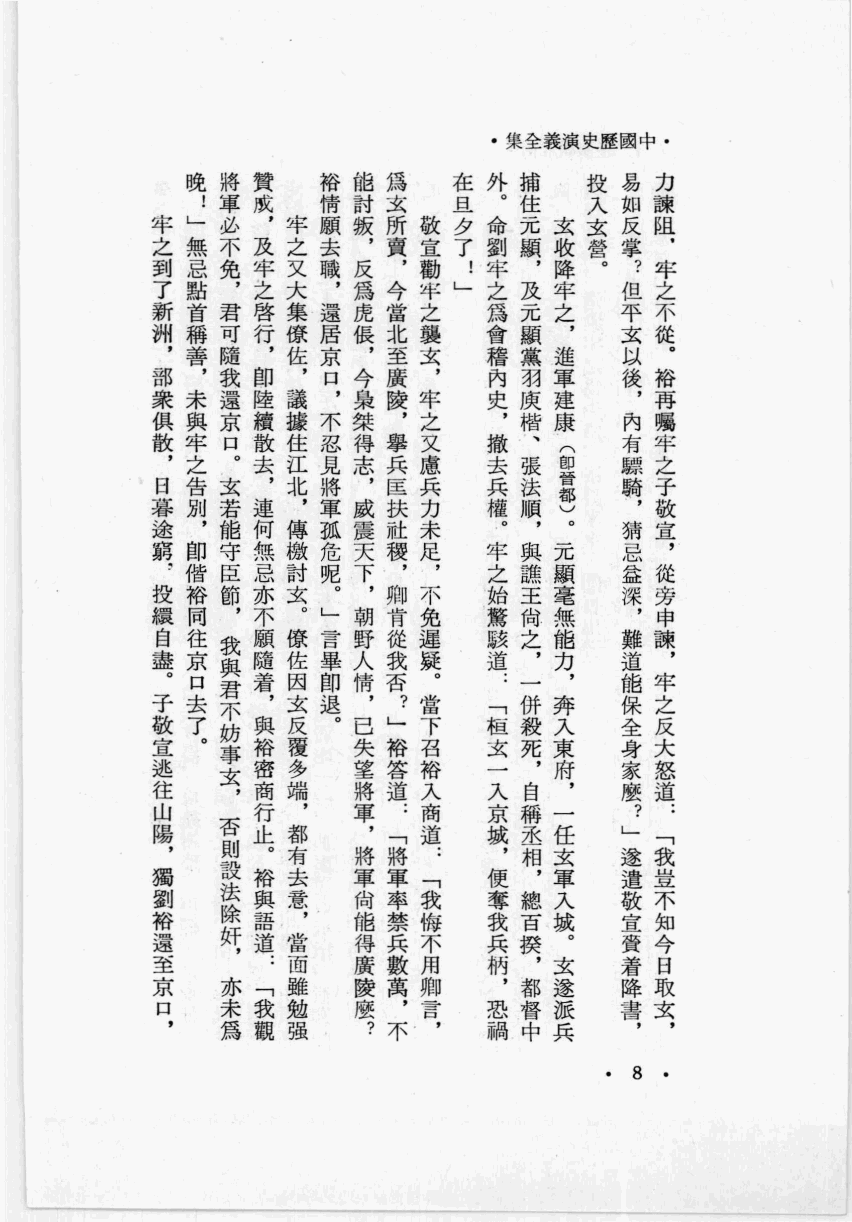 •中國歷史演義全集•
力諫阻，牢之不從。裕再囑牢之子敬宣，從旁申諫，牢之反大怒道：「我豈不知今日取玄，
易如反掌？但平玄以後，內有驃騎，猜忌益深，難道能保全身家麼？」遂遣敬宣賫着降書，
投入玄營。
玄收降牢之，進軍建康（卽晉都）。元顯毫無能力，奔入東府，一任玄軍入城。玄遂派兵
捕住元顯，及元顯黨羽庾楷、張法順，與譙王尙之，一併殺死，自稱丞相，總百揆，都督中
外。命劉牢之爲會稽內史，撤去兵權。牢之始驚駭道：「桓玄一入京城，便奪我兵柄，恐禍
在旦夕了！」
敬宣勸牢之襲玄，牢之又慮兵力未足，不免遲疑。當下召裕入商道：「我悔不用卿言，
爲玄所賣，今當北至廣陵，擧兵匡扶社稷，卿肯從我否？」裕答道：「將軍率禁兵數萬，不
能討叛，反爲虎倀，今梟桀得志，威震天下，朝野人情，已失望將軍，將軍尙能得廣陵麼？
裕情願去職，還居京口，不忍見將軍孤危呢。」言畢卽退。
牢之又大集僚佐，議據住江北，傳檄討玄。僚佐因玄反覆多端，都有去意，當面雖勉强
贊成，及牢之啓行，卽陸續散去，連何無忌亦不願隨着，與裕密商行止。裕與語道：「我觀
將軍必不免，君可隨我還京口。玄若能守臣節，我與君不妨事玄，否則設法除奸，亦未爲
晚！」無忌點首稱善，未與牢之告別，卽偕裕同往京口去了。
牢之到了新洲，部衆俱散，日暮途窮，投繯自盡。子敬宣逃往山陽，獨劉裕還至京口，
• 8 •